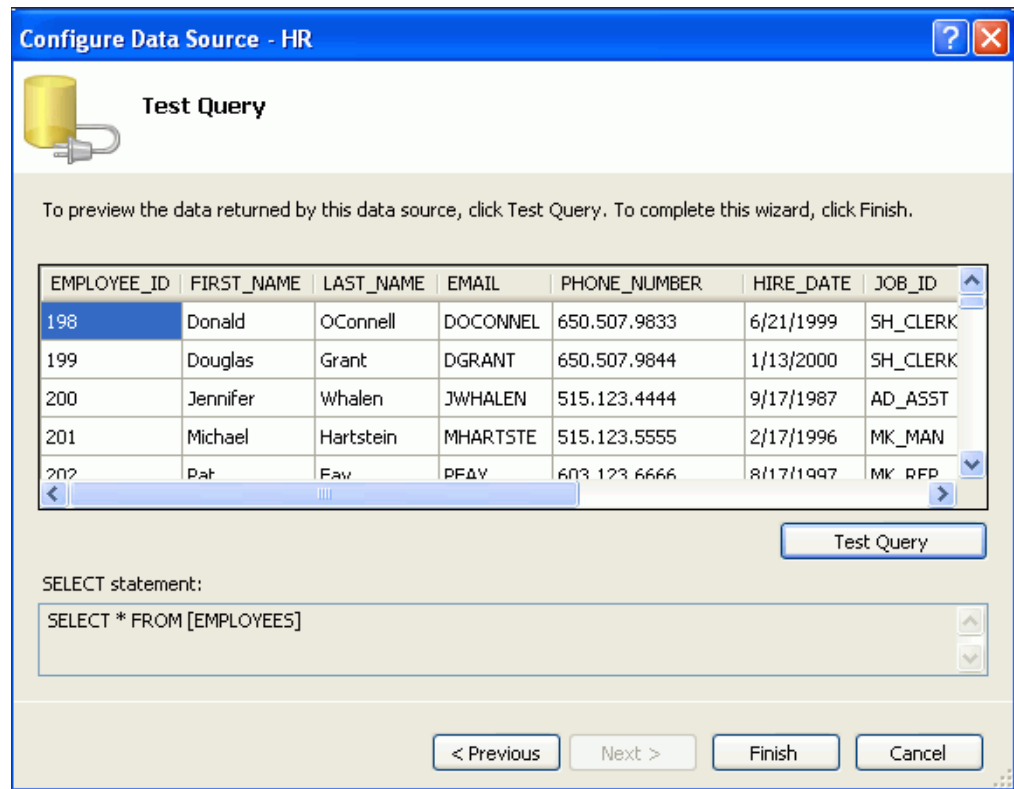 Configure Data Source - HR
Test Query
To preview the data returned by this data source, click Test Query. To complete this wizard, click Finish.
EMPLOYEE_ID FIRST_NAME LAST_NAME EMAIL PHONE_NUMBER HIRE_DATE JOB_ID
198 Donald OConnell DOCONNEL 650.507.9833 6/21/1999 SH_CLERK
199 Douglas Grant DGRANT 650.507.9844 1/13/2000 SH_CLERK
200 Jennifer Whalen JWHALEN 515.123.4444 9/17/1987 AD_ASST
201 Michael Hartstein MHARTSTE 515.123.5555 2/17/1996 MK_MAN
202 Pat Fay PFAY 603.123.6666 8/17/1997 MK_REP
Test Query
SELECT statement:
SELECT * FROM [EMPLOYEES]
< Previous Next > Finish Cancel